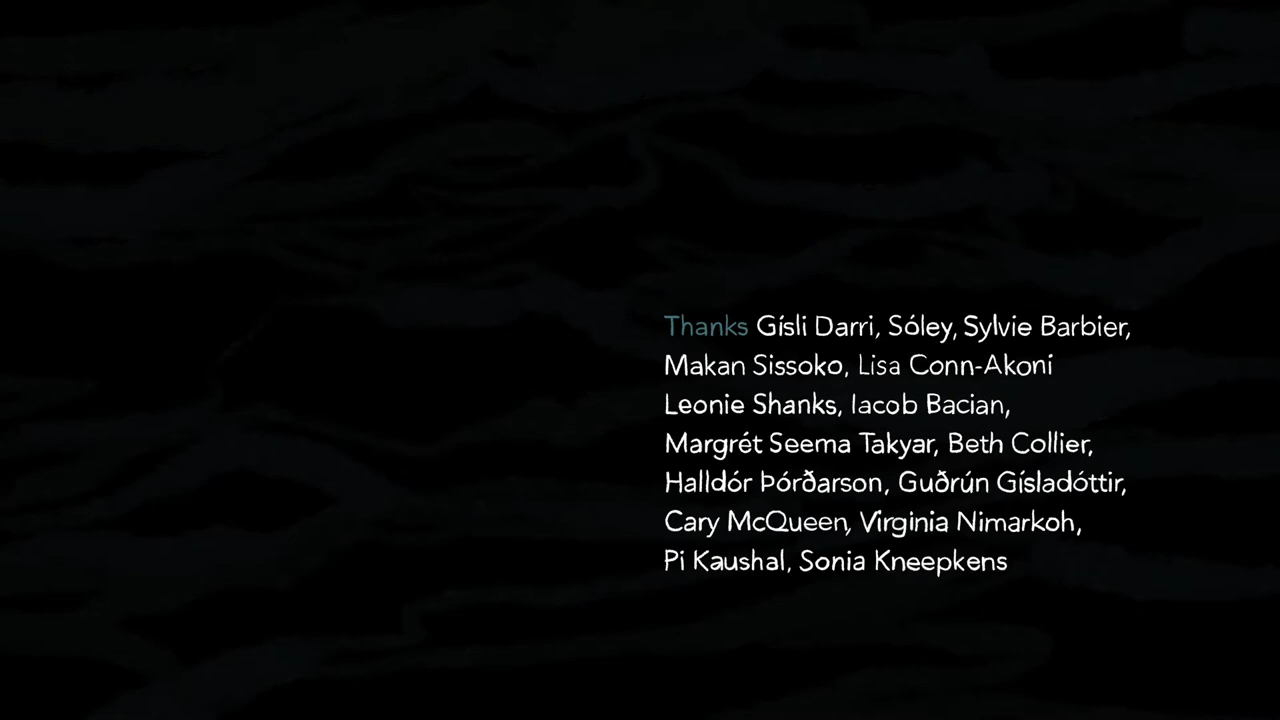 Thanks Gísli Darri, Sóley, Sylvie Barbier,
Makan Sissoko, Lisa Conn-Akoni
Leonie Shanks, Iacob Bacian,
Margrét Seema Takyar, Beth Collier,
Halldór Þórðarson, Guðrún Gísladóttir,
Cary McQueen, Virginia Nimarkoh,
Pi Kaushal, Sonia Kneepkens